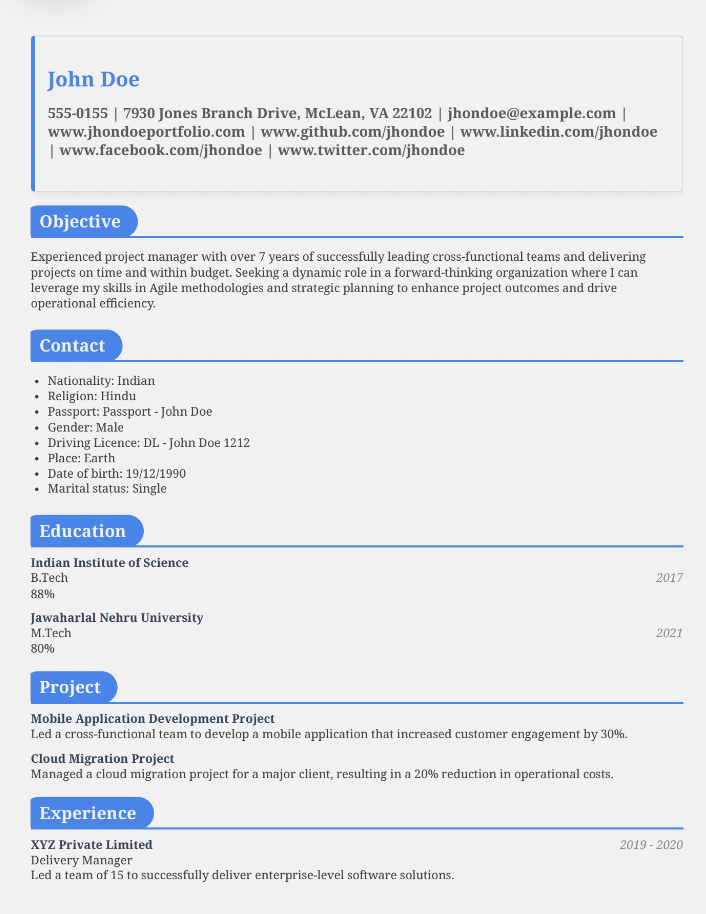 John Doe
555-0155 | 7930 Jones Branch Drive, McLean, VA 22102 | jhondoe@example.com |
www.jhondoeportfolio.com | www.github.com/jhondoe | www.linkedin.com/jhondoe
| www.facebook.com/jhondoe | www.twitter.com/jhondoe
Objective
Experienced project manager with over 7 years of successfully leading cross-functional teams and delivering
projects on time and within budget. Seeking a dynamic role in a forward-thinking organization where I can
leverage my skills in Agile methodologies and strategic planning to enhance project outcomes and drive
operational efficiency.
Contact
• Nationality: Indian
• Religion: Hindu
• Passport: Passport - John Doe
• Gender: Male
• Driving Licence: DL - John Doe 1212
• Place: Earth
• Date of birth: 19/12/1990
• Marital status: Single
Education
Indian Institute of Science
B.Tech 2017
88%
Jawaharlal Nehru University
M.Tech 2021
80%
Project
Mobile Application Development Project
Led a cross-functional team to develop a mobile application that increased customer engagement by 30%.
Cloud Migration Project
Managed a cloud migration project for a major client, resulting in a 20% reduction in operational costs.
Experience
XYZ Private Limited 2019 - 2020
Delivery Manager
Led a team of 15 to successfully deliver enterprise-level software solutions.